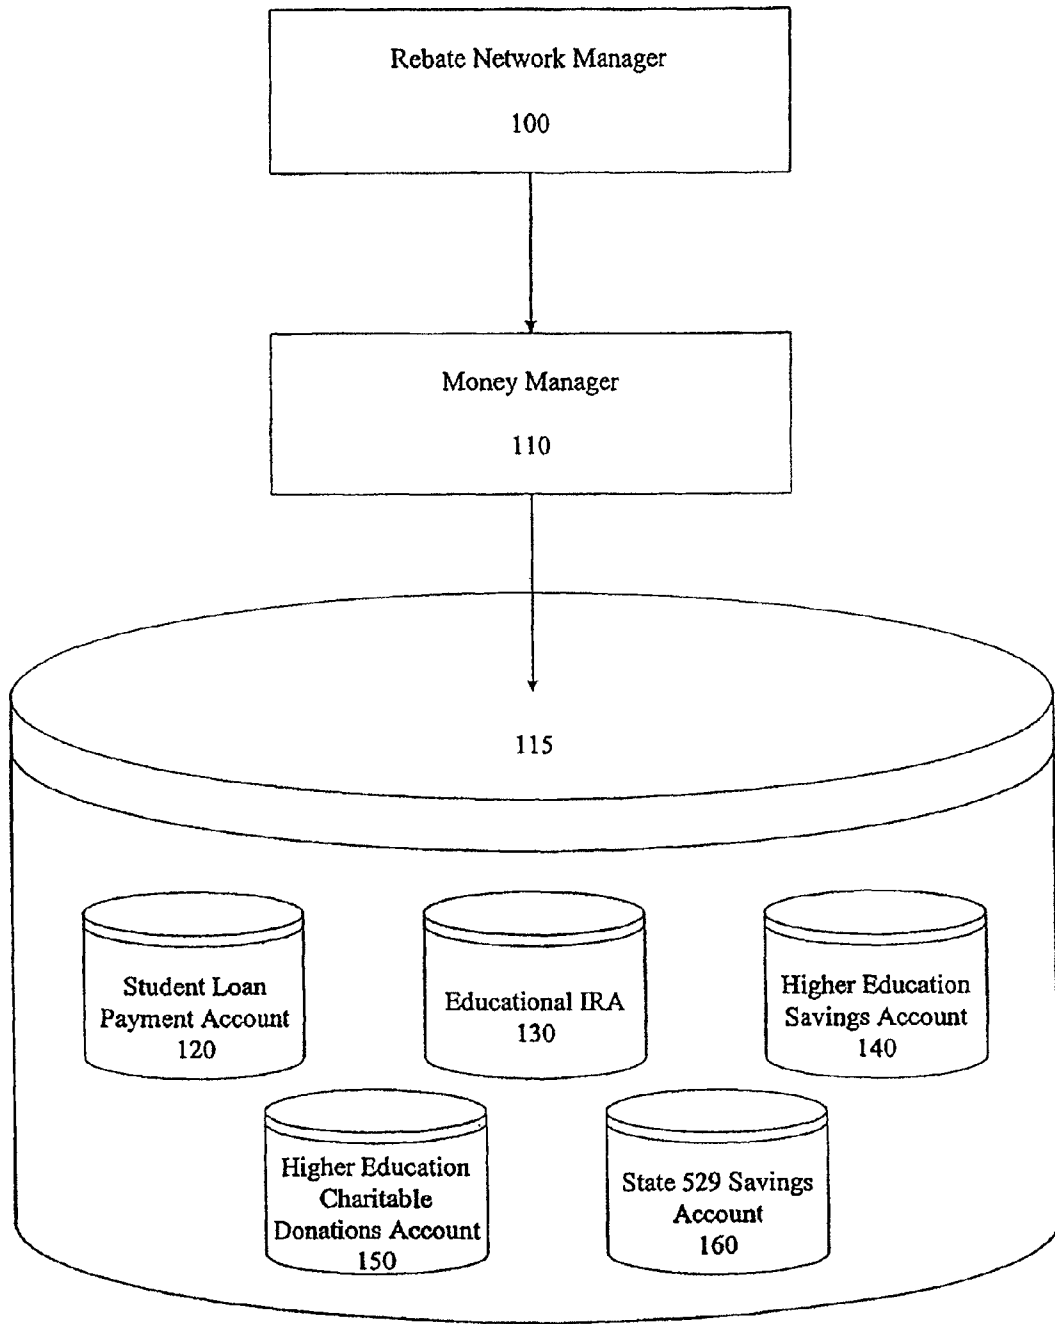 Rebate Network Manager
100
Money Manager
110
115
Student Loan
Payment Account
120
Educational IRA
130
Higher Education
Savings Account
140
Higher Education
Charitable
Donations Account
150
State 529 Savings
Account
160